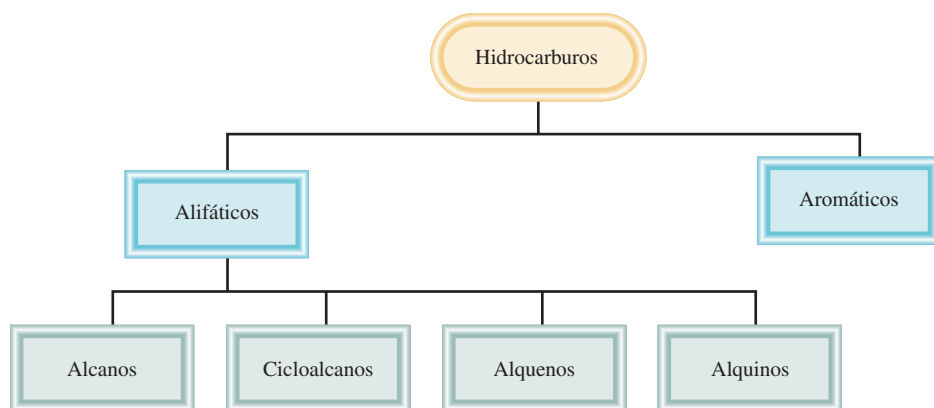 Hidrocarburos
Alifáticos
Aromáticos
Alcanos
Cicloalcanos
Alquenos
Alquinos